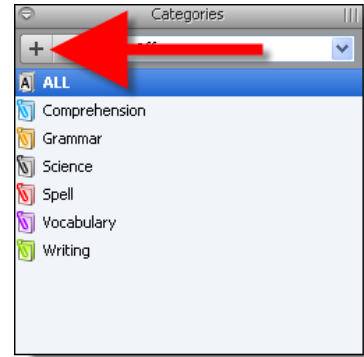 Categories
ALL
Comprehension
Grammar
Science
Spell
Vocabulary
Writing